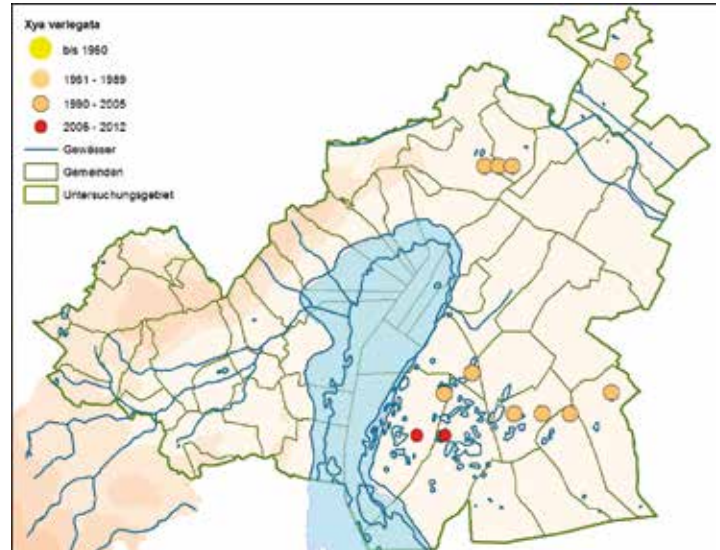 Xya variegata
bis 1960
1961 - 1989
1990 - 2005
2006 - 2012
Gewässer
Gemeinden
Untersuchungsgebiet